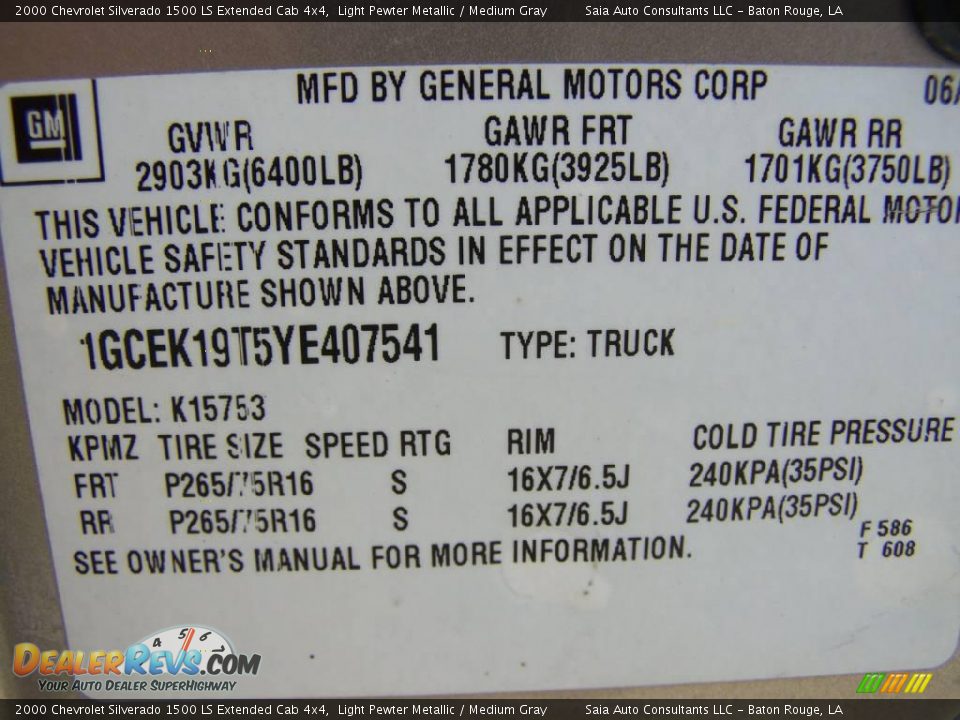 2000 Chevrolet Silverado 1500 LS Extended Cab 4x4,  Light Pewter Metallic / Medium Gray        Saia Auto Consultants LLC - Baton Rouge, LA
MFD BY GENERAL MOTORS CORP 06/
GM
GVWR GAWR FRT GAWR RR
2903KG(6400LB) 1780KG(3925LB) 1701KG(3750LB)
THIS VEHICLE CONFORMS TO ALL APPLICABLE U.S. FEDERAL MOTOR
VEHICLE SAFETY STANDARDS IN EFFECT ON THE DATE OF
MANUFACTURE SHOWN ABOVE.
1GCEK19T5YE407541 TYPE: TRUCK
MODEL: K15753
KPMZ TIRE SIZE SPEED RTG RIM COLD TIRE PRESSURE
FRT P265/75R16 S 16X7/6.5J 240KPA(35PSI)
RR P265/75R16 S 16X7/6.5J 240KPA(35PSI)
F 586
SEE OWNER'S MANUAL FOR MORE INFORMATION. T 608
4 5 6
DEALERREVS.COM
YOUR AUTO DEALER SUPERHIGHWAY
2000 Chevrolet Silverado 1500 LS Extended Cab 4x4,  Light Pewter Metallic / Medium Gray        Saia Auto Consultants LLC - Baton Rouge, LA